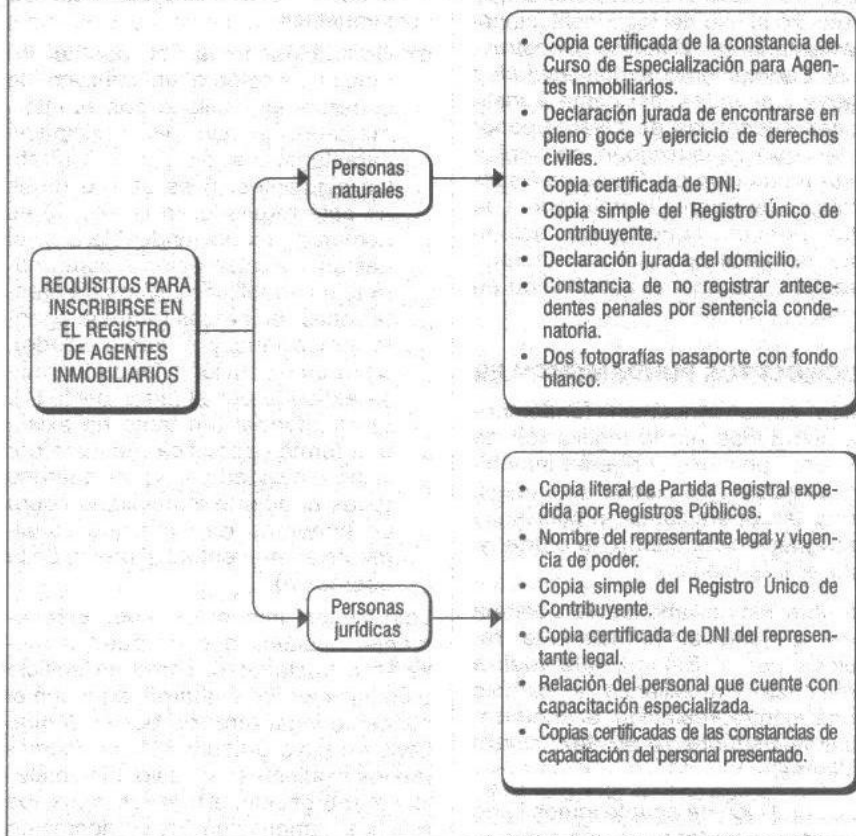 REQUISITOS PARA
INSCRIBIRSE EN
EL REGISTRO
DE AGENTES
INMOBILIARIOS
Personas
naturales
• Copia certificada de la constancia del
Curso de Especialización para Agen-
tes Inmobiliarios.
• Declaración jurada de encontrarse en
pleno goce y ejercicio de derechos
civiles.
• Copia certificada de DNI.
• Copia simple del Registro Único de
Contribuyente.
• Declaración jurada del domicilio.
• Constancia de no registrar antece-
dentes penales por sentencia conde-
natoria.
• Dos fotografías pasaporte con fondo
blanco.
Personas
jurídicas
• Copia literal de Partida Registral expe-
dida por Registros Públicos.
• Nombre del representante legal y vigen-
cia de poder.
• Copia simple del Registro Único de
Contribuyente.
• Copia certificada de DNI del represen-
tante legal.
• Relación del personal que cuente con
capacitación especializada.
• Copias certificadas de las constancias de
capacitación del personal presentado.